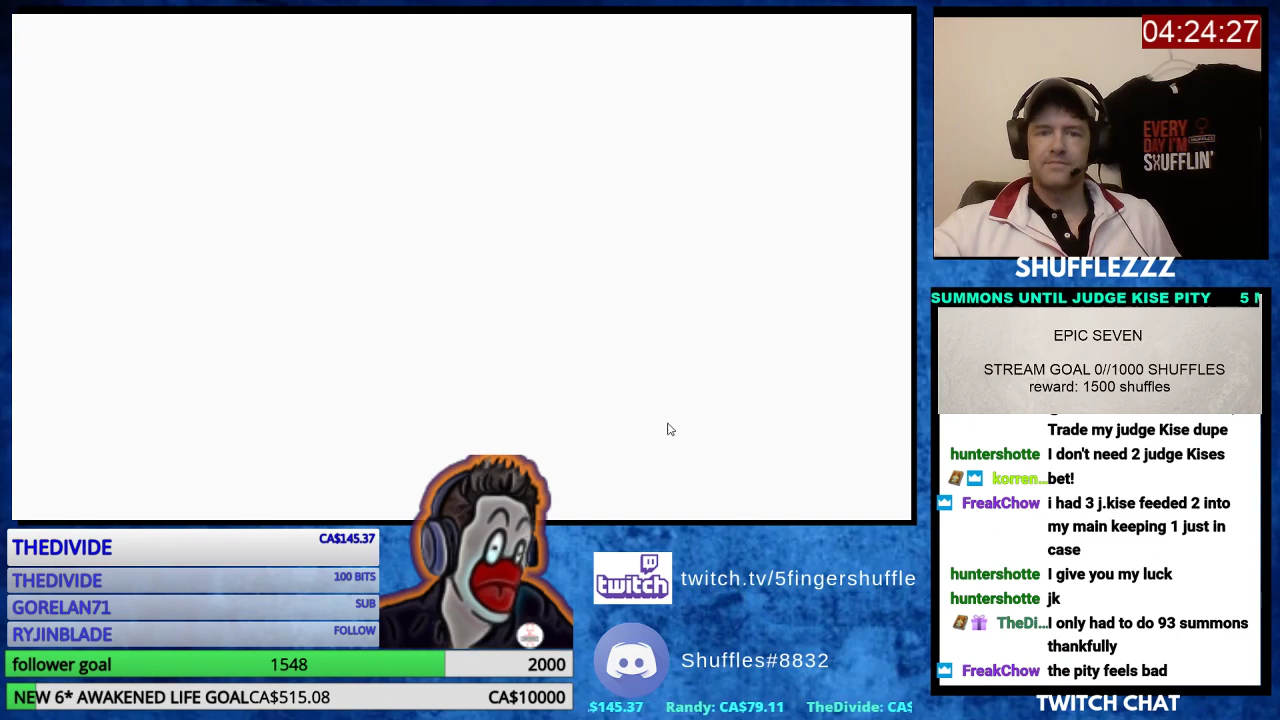 04:24:27
EVERY
DAY I'M
SHUFFLIN'
SHUFFLEZZZ
SUMMONS UNTIL JUDGE KISE PITY 5
EPIC SEVEN
STREAM GOAL 0//1000 SHUFFLES
reward: 1500 shuffles
Trade my judge Kise dupe
huntershotte I don't need 2 judge Kises
korren... bet!
FreakChow i had 3 j.kise feeded 2 into
my main keeping 1 just in
case
huntershotte I give you my luck
huntershotte jk
TheDi... I only had to do 93 summons
thankfully
FreakChow the pity feels bad
TWITCH CHAT
THEDIVIDE CA$145.37
THEDIVIDE 100 BITS
GORELAN71 SUB
RYJINBLADE FOLLOW
follower goal 1548 2000
NEW 6* AWAKENED LIFE GOAL CA$515.08 CA$10000
twitch
twitch.tv/5fingershuffle
Shuffles#8832
$145.37 Randy: CA$79.11 TheDivide: CA$